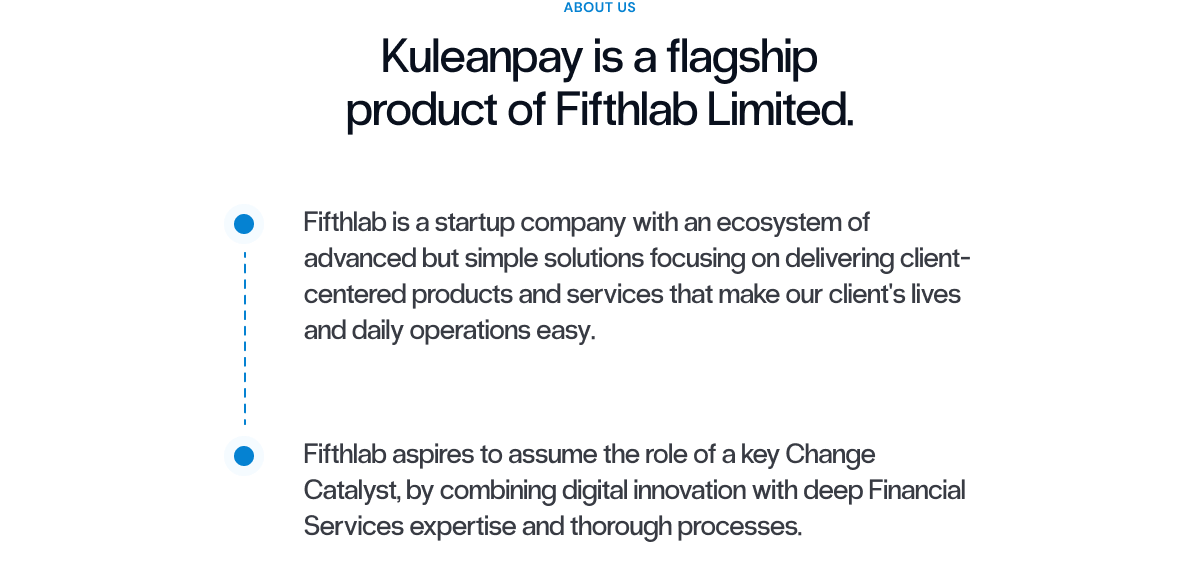 ABOUT US
Kuleanpay is a flagship
product of Fifthlab Limited.
Fifthlab is a startup company with an ecosystem of
advanced but simple solutions focusing on delivering client-
centered products and services that make our client's lives
and daily operations easy.
Fifthlab aspires to assume the role of a key Change
Catalyst, by combining digital innovation with deep Financial
Services expertise and thorough processes.